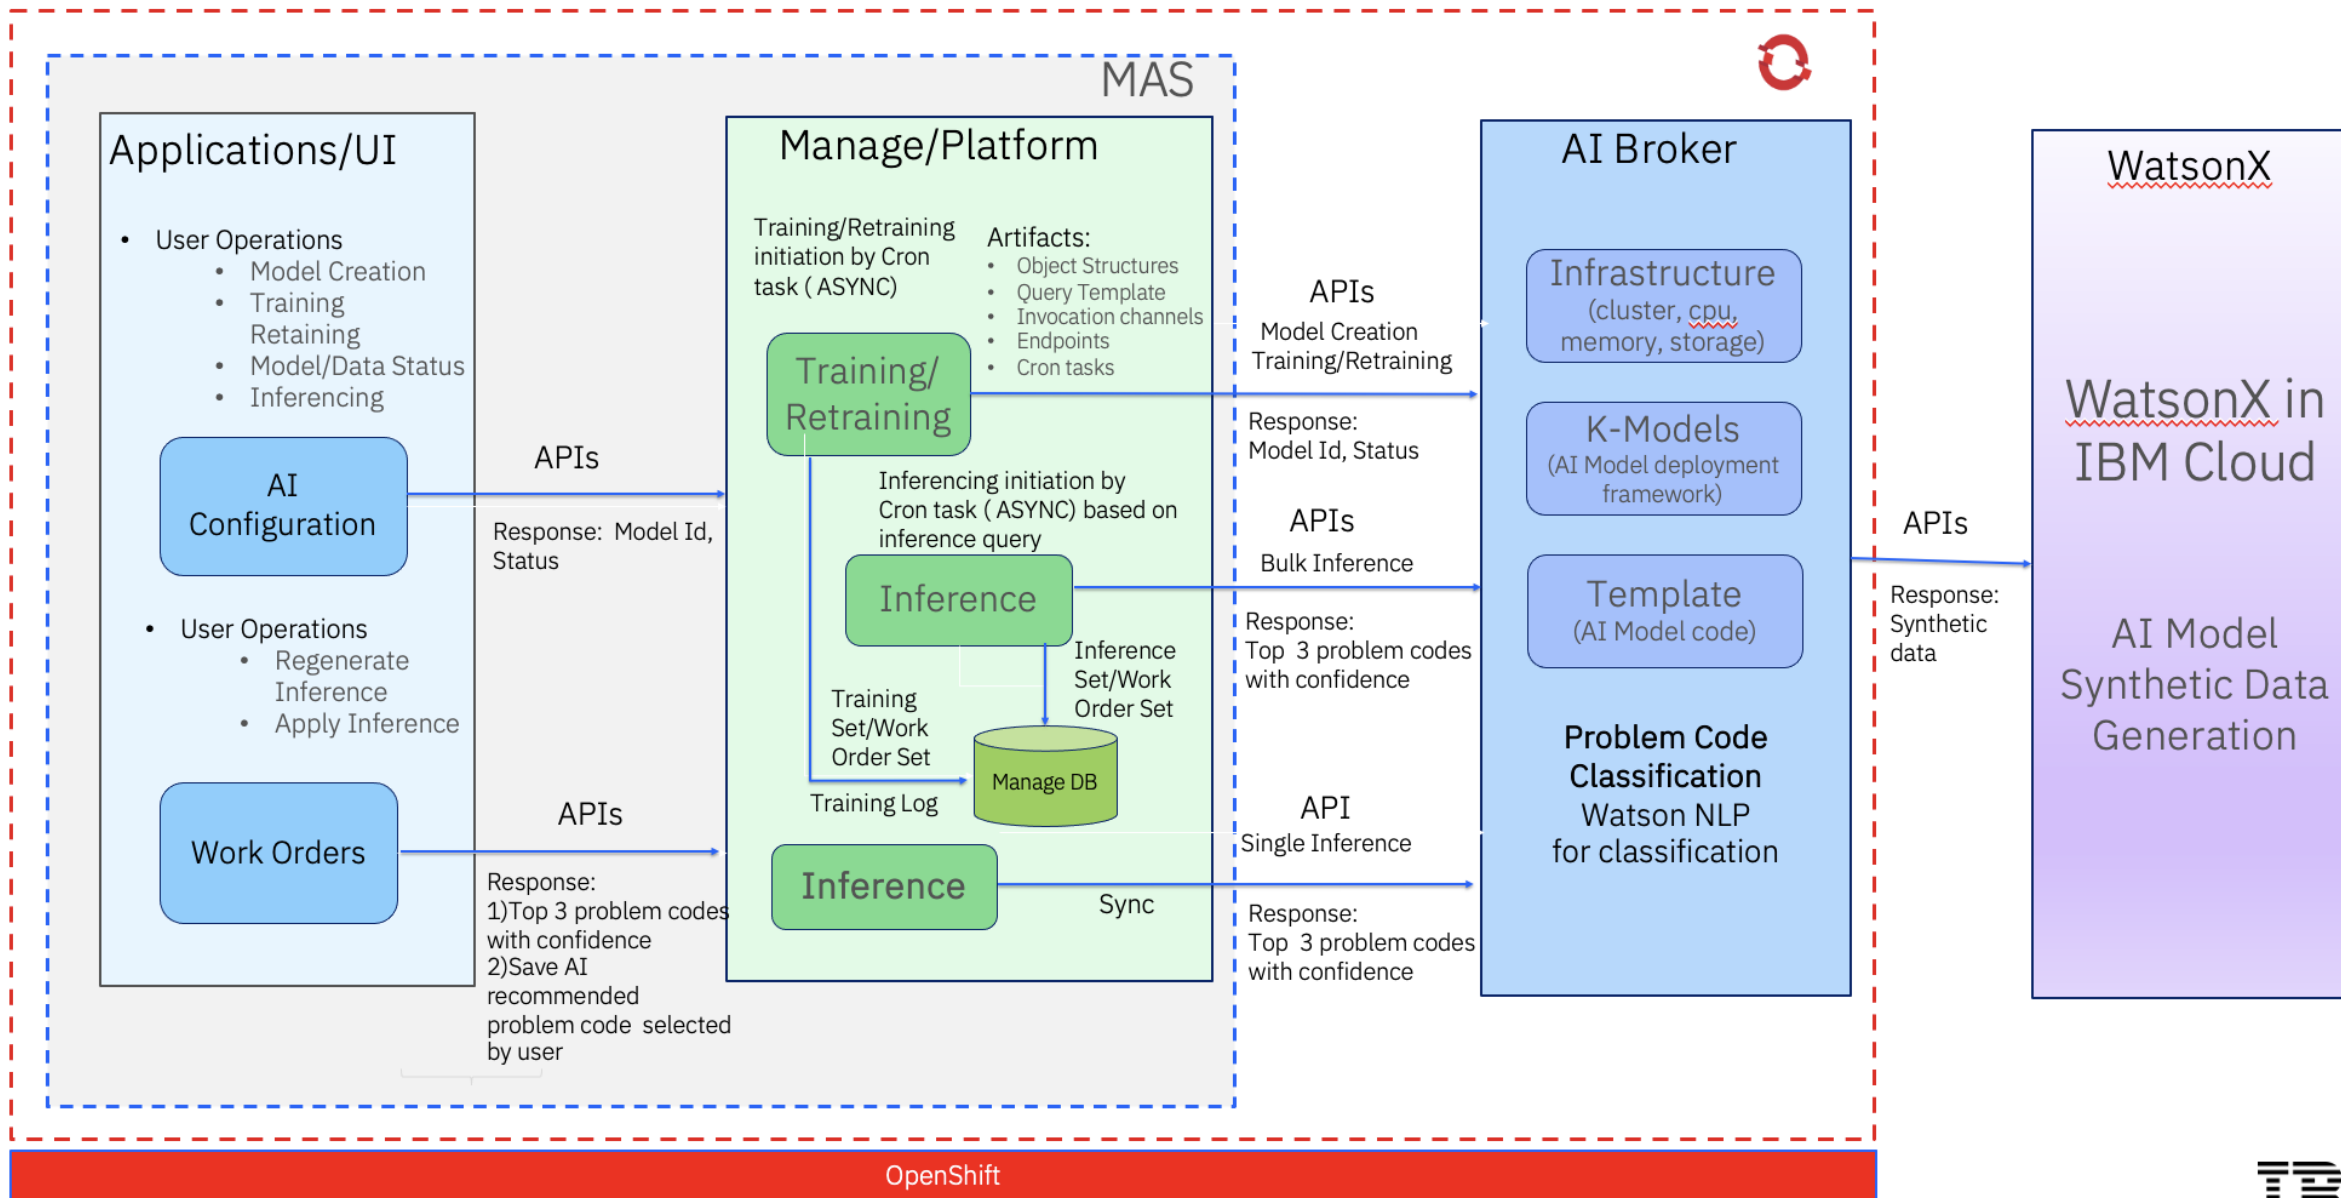 MAS
Applications/UI
• User Operations
• Model Creation
• Training
Retaining
• Model/Data Status
• Inferencing
AI
Configuration
• User Operations
• Regenerate
Inference
• Apply Inference
Work Orders
APIs
Response: Model Id,
Status
APIs
Response:
1)Top 3 problem codes
with confidence
2)Save AI
recommended
problem code selected
by user
Manage/Platform
Training/Retraining
initiation by Cron
task ( ASYNC)
Artifacts:
• Object Structures
• Query Template
• Invocation channels
• Endpoints
• Cron tasks
Training/
Retraining
Inferencing initiation by
Cron task ( ASYNC) based on
inference query
Inference
Inference
Set/Work
Order Set
Training
Set/Work
Order Set
Manage DB
Training Log
Inference
Sync
APIs
Model Creation
Training/Retraining
Response:
Model Id, Status
APIs
Bulk Inference
Response:
Top 3 problem codes
with confidence
API
Single Inference
Response:
Top 3 problem codes
with confidence
AI Broker
Infrastructure
(cluster, cpu,
memory, storage)
K-Models
(AI Model deployment
framework)
Template
(AI Model code)
Problem Code
Classification
Watson NLP
for classification
APIs
Response:
Synthetic
data
WatsonX
WatsonX in
IBM Cloud
AI Model
Synthetic Data
Generation
OpenShift